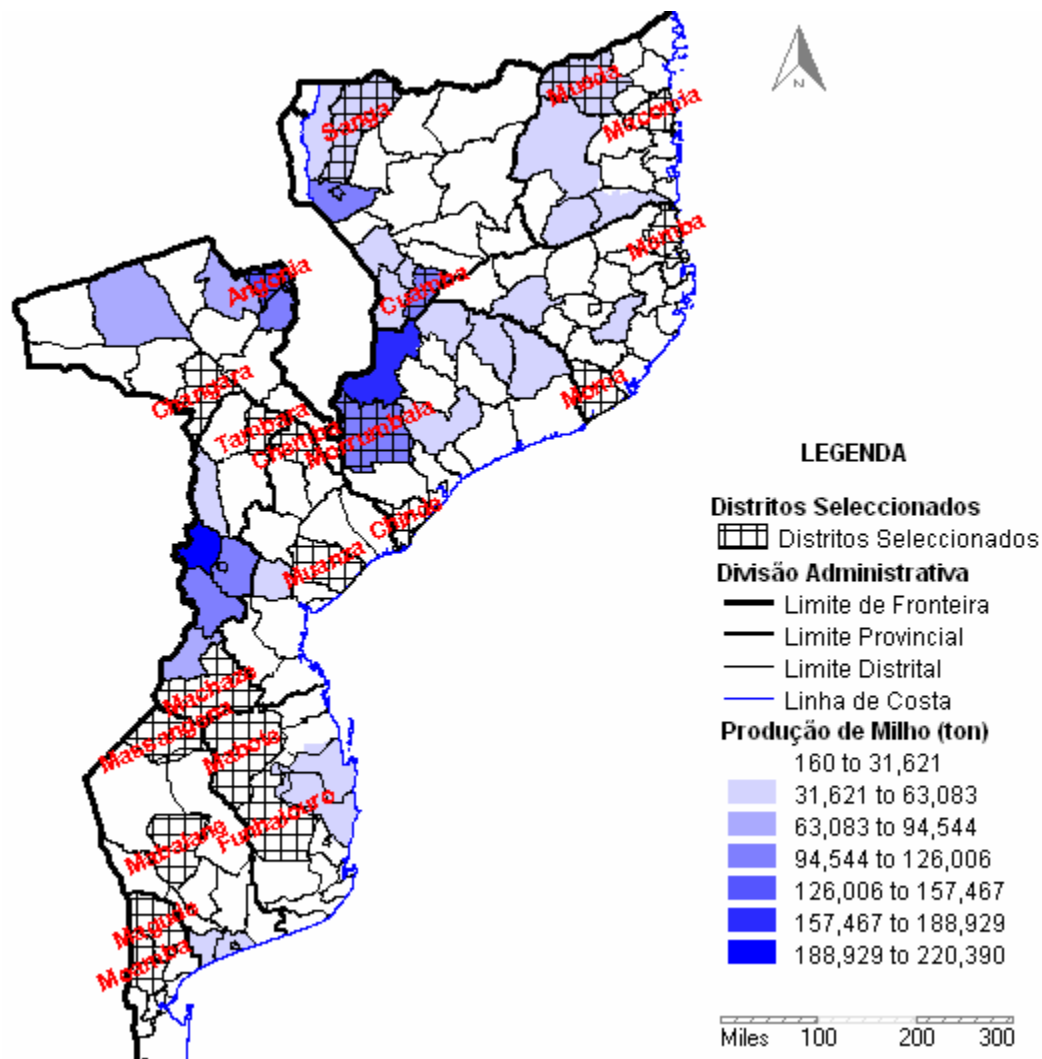 N
Sanga
Munda
Macomia
Memba
Angonia
Cuamba
Changara
Moma
Tambara
Chemba
Morrumbala
Chinde
Muanza
Machaze
Massangena
Mabote
Funhalouro
Mabalane
Magude
Moamba
LEGENDA
Distritos Seleccionados
Distritos Seleccionados
Divisão Administrativa
Limite de Fronteira
Limite Provincial
Limite Distrital
Linha de Costa
Produção de Milho (ton)
160 to 31,621
31,621 to 63,083
63,083 to 94,544
94,544 to 126,006
126,006 to 157,467
157,467 to 188,929
188,929 to 220,390
Miles 100 200 300